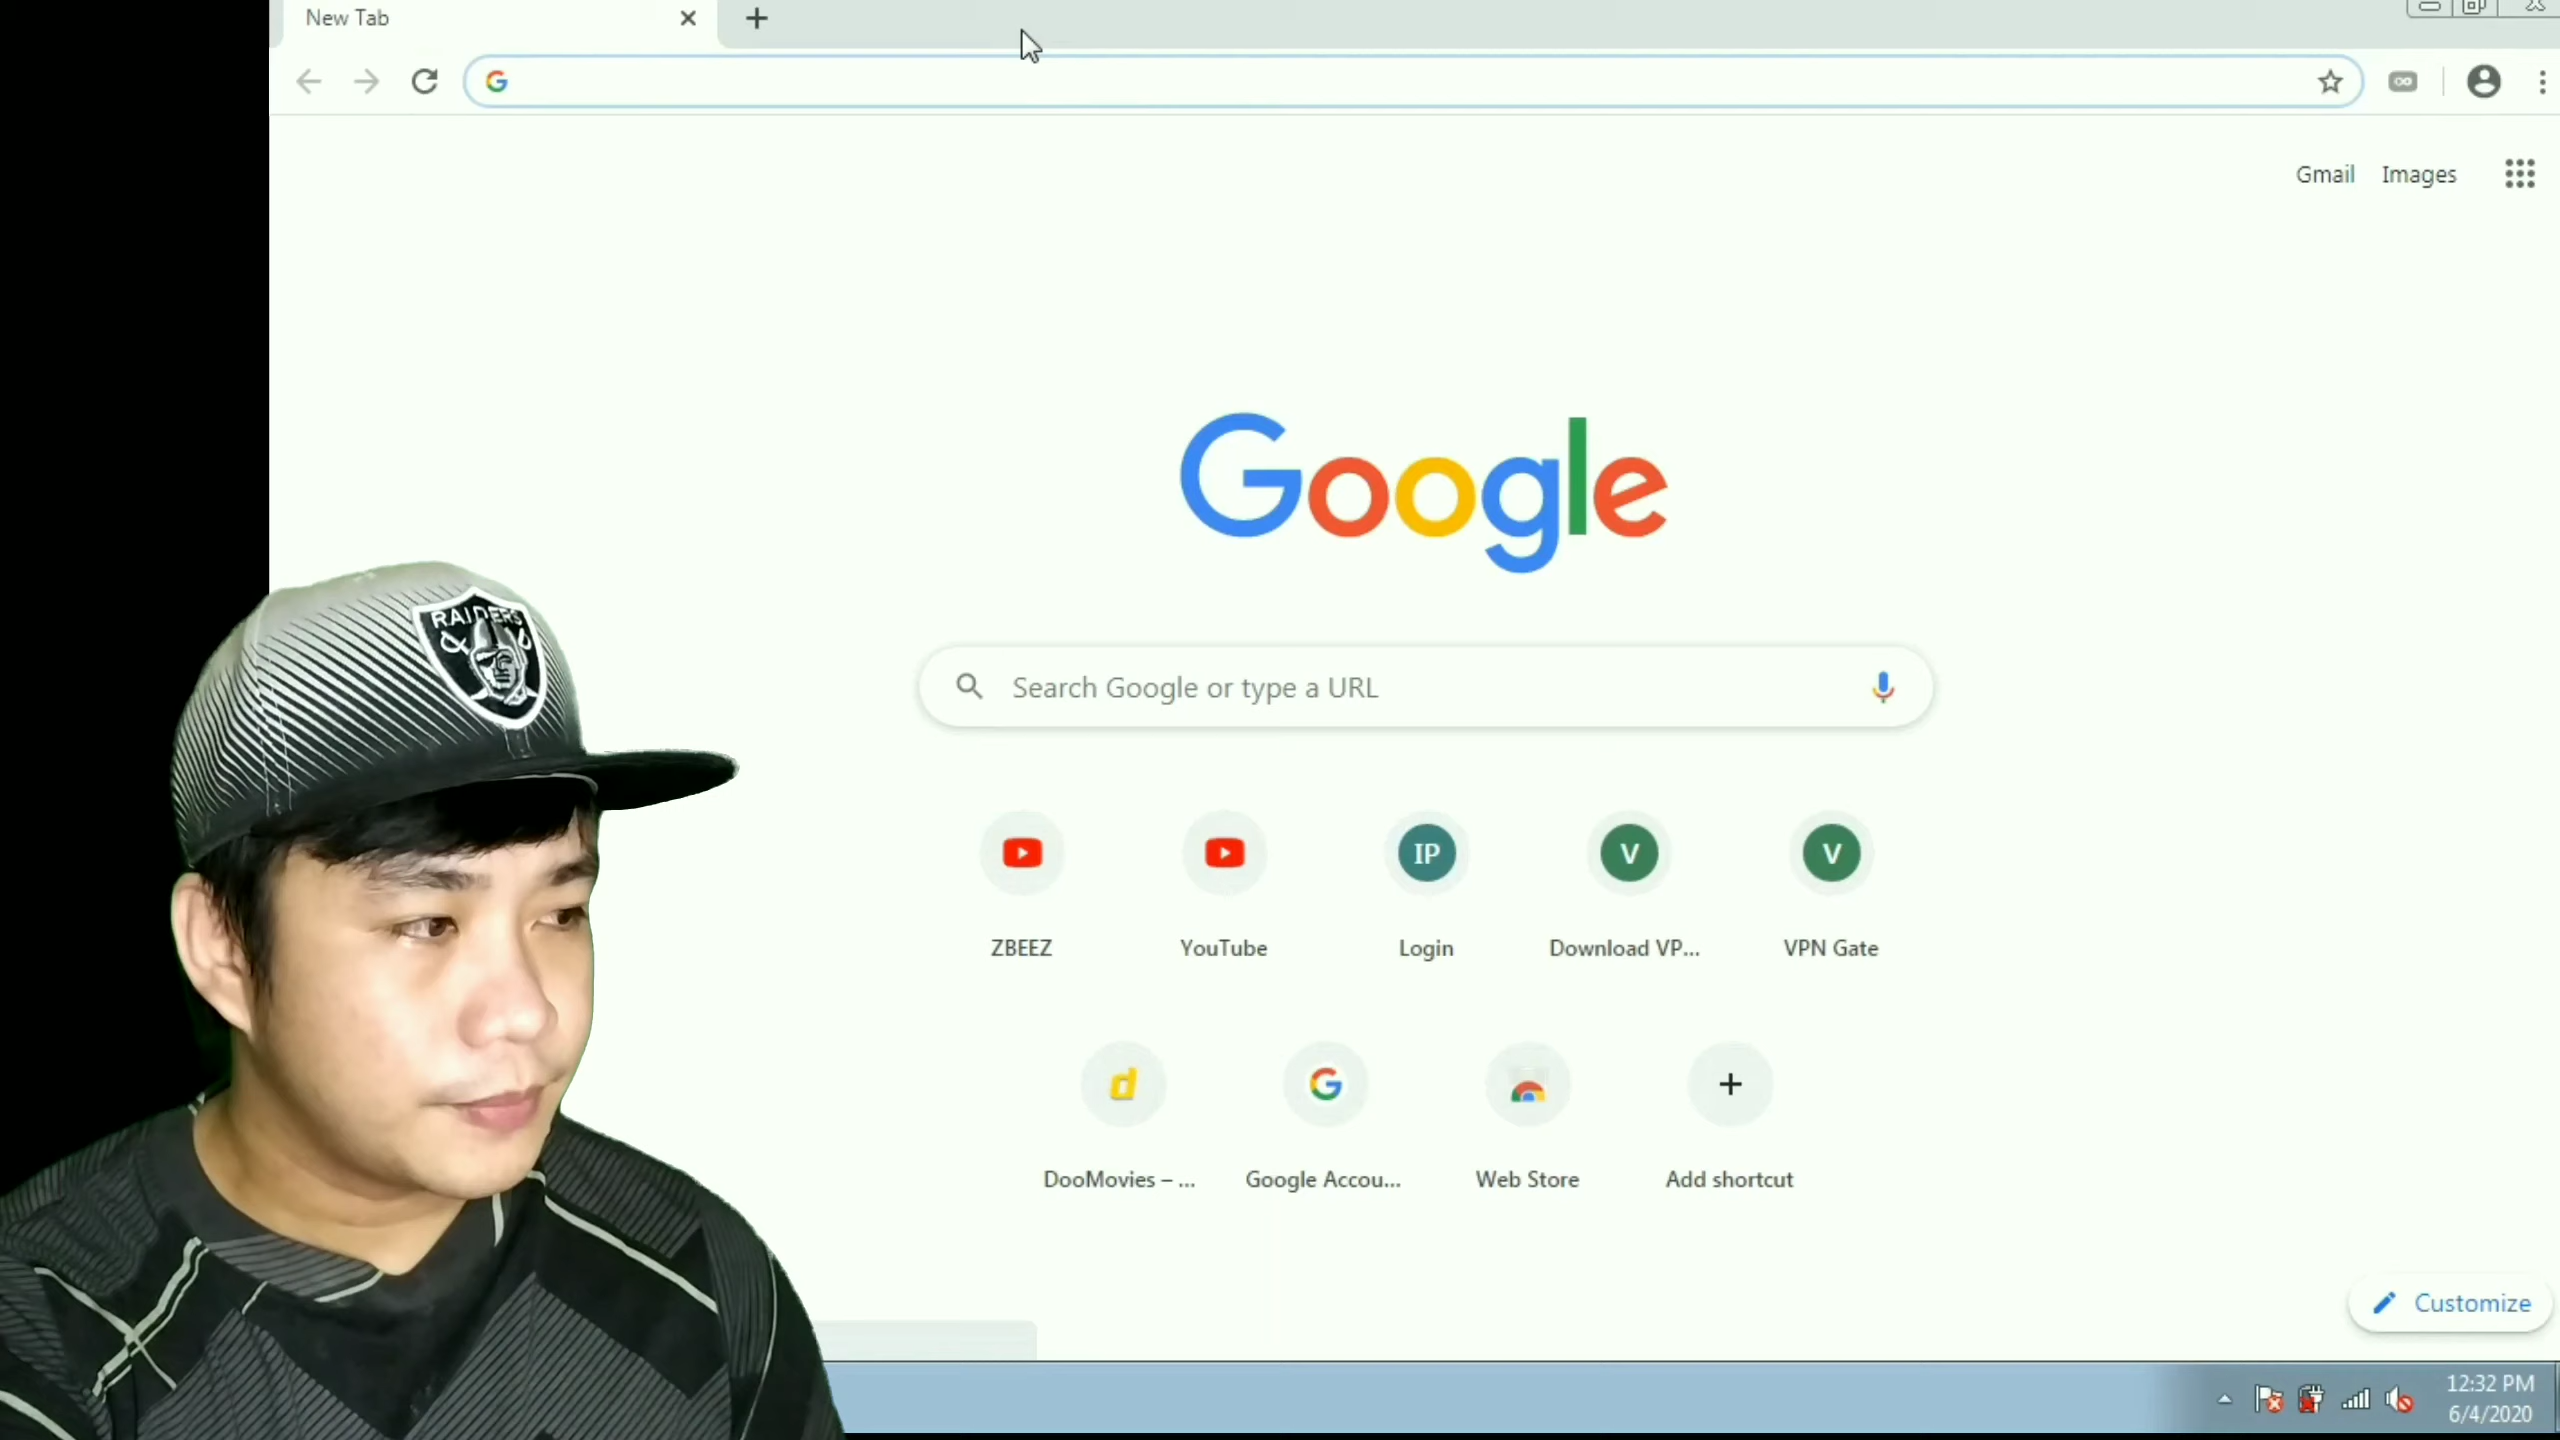 New Tab
Gmail Images
Google
RAIDERS
Search Google or type a URL
IP V V
ZBEEZ YouTube Login Download VP... VPN Gate
DooMovies – ... Google Accou... Web Store Add shortcut
Customize
12:32 PM
6/4/2020